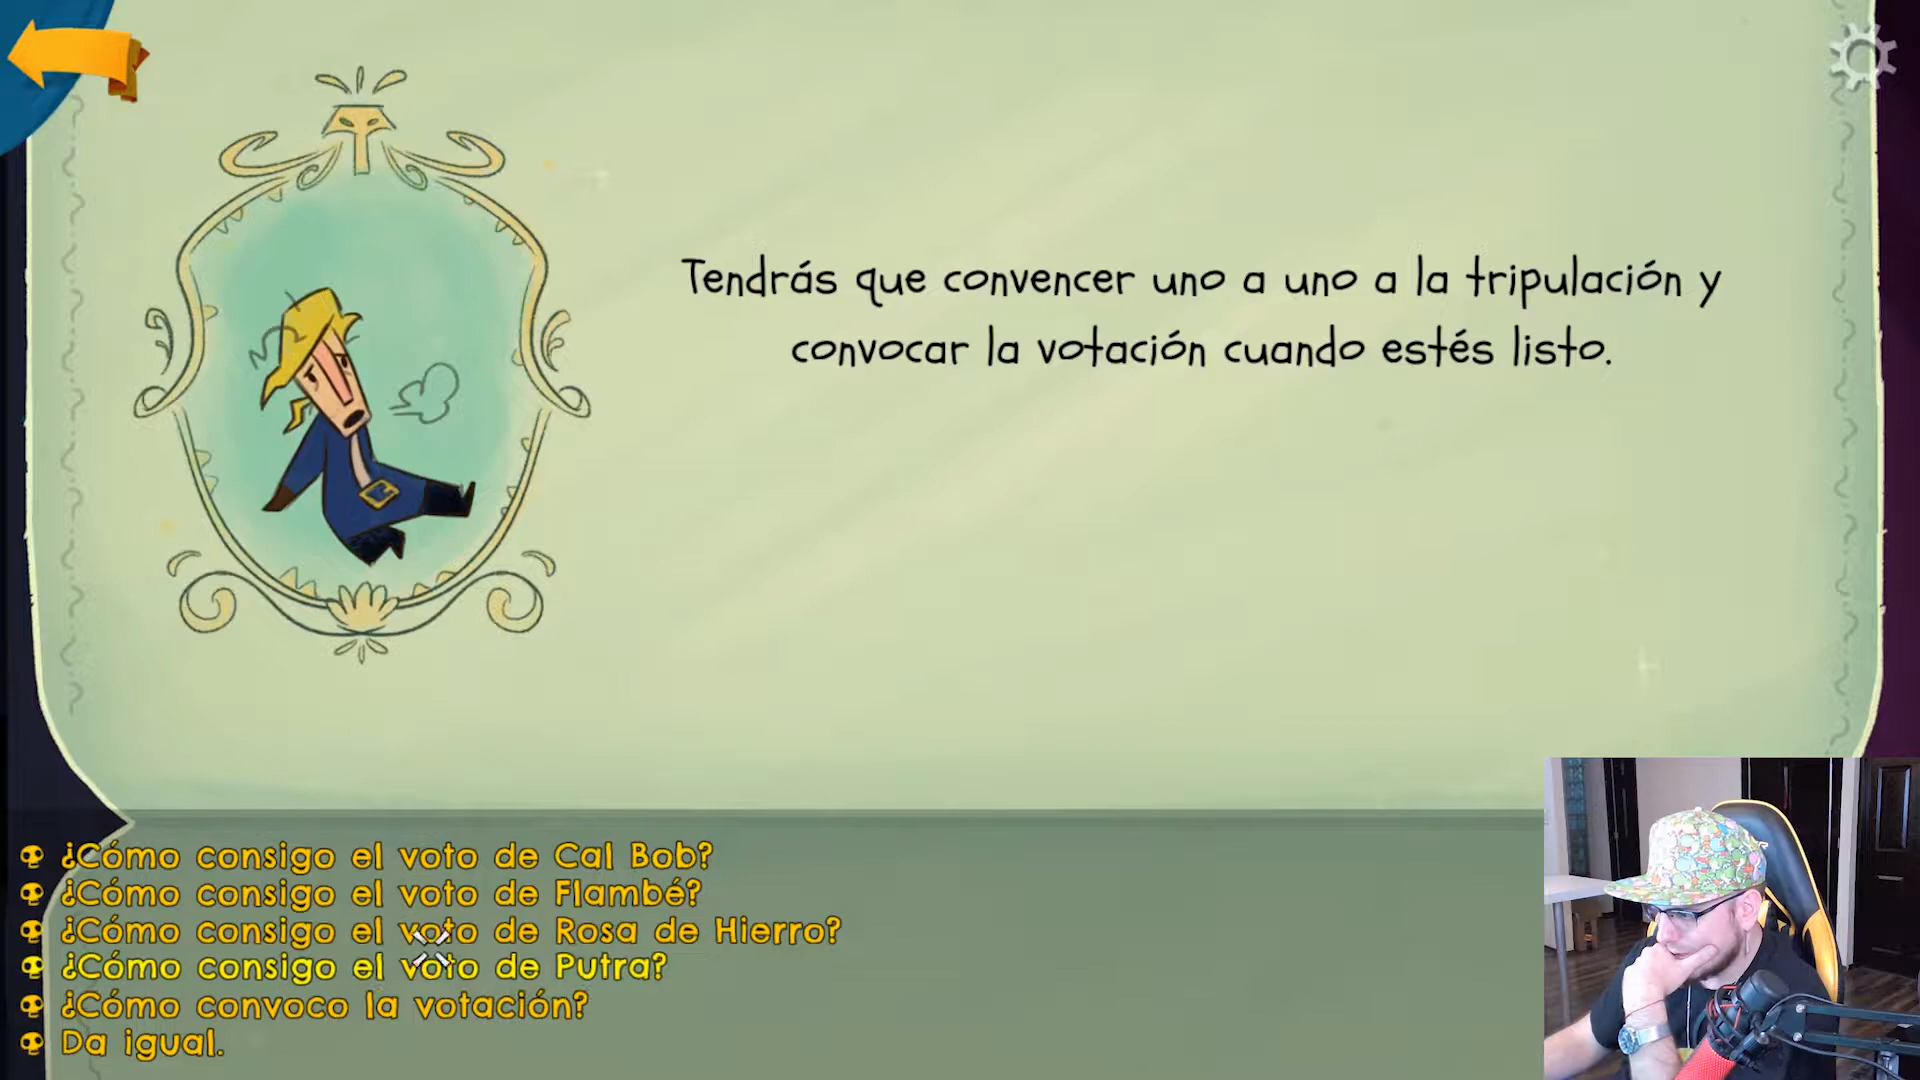 Tendrás que convencer uno a uno a la tripulación y
convocar la votación cuando estés listo.
¿Cómo consigo el voto de Cal Bob?
¿Cómo consigo el voto de Flambé?
¿Cómo consigo el voto de Rosa de Hierro?
¿Cómo consigo el voto de Putra?
¿Cómo convoco la votación?
Da igual.